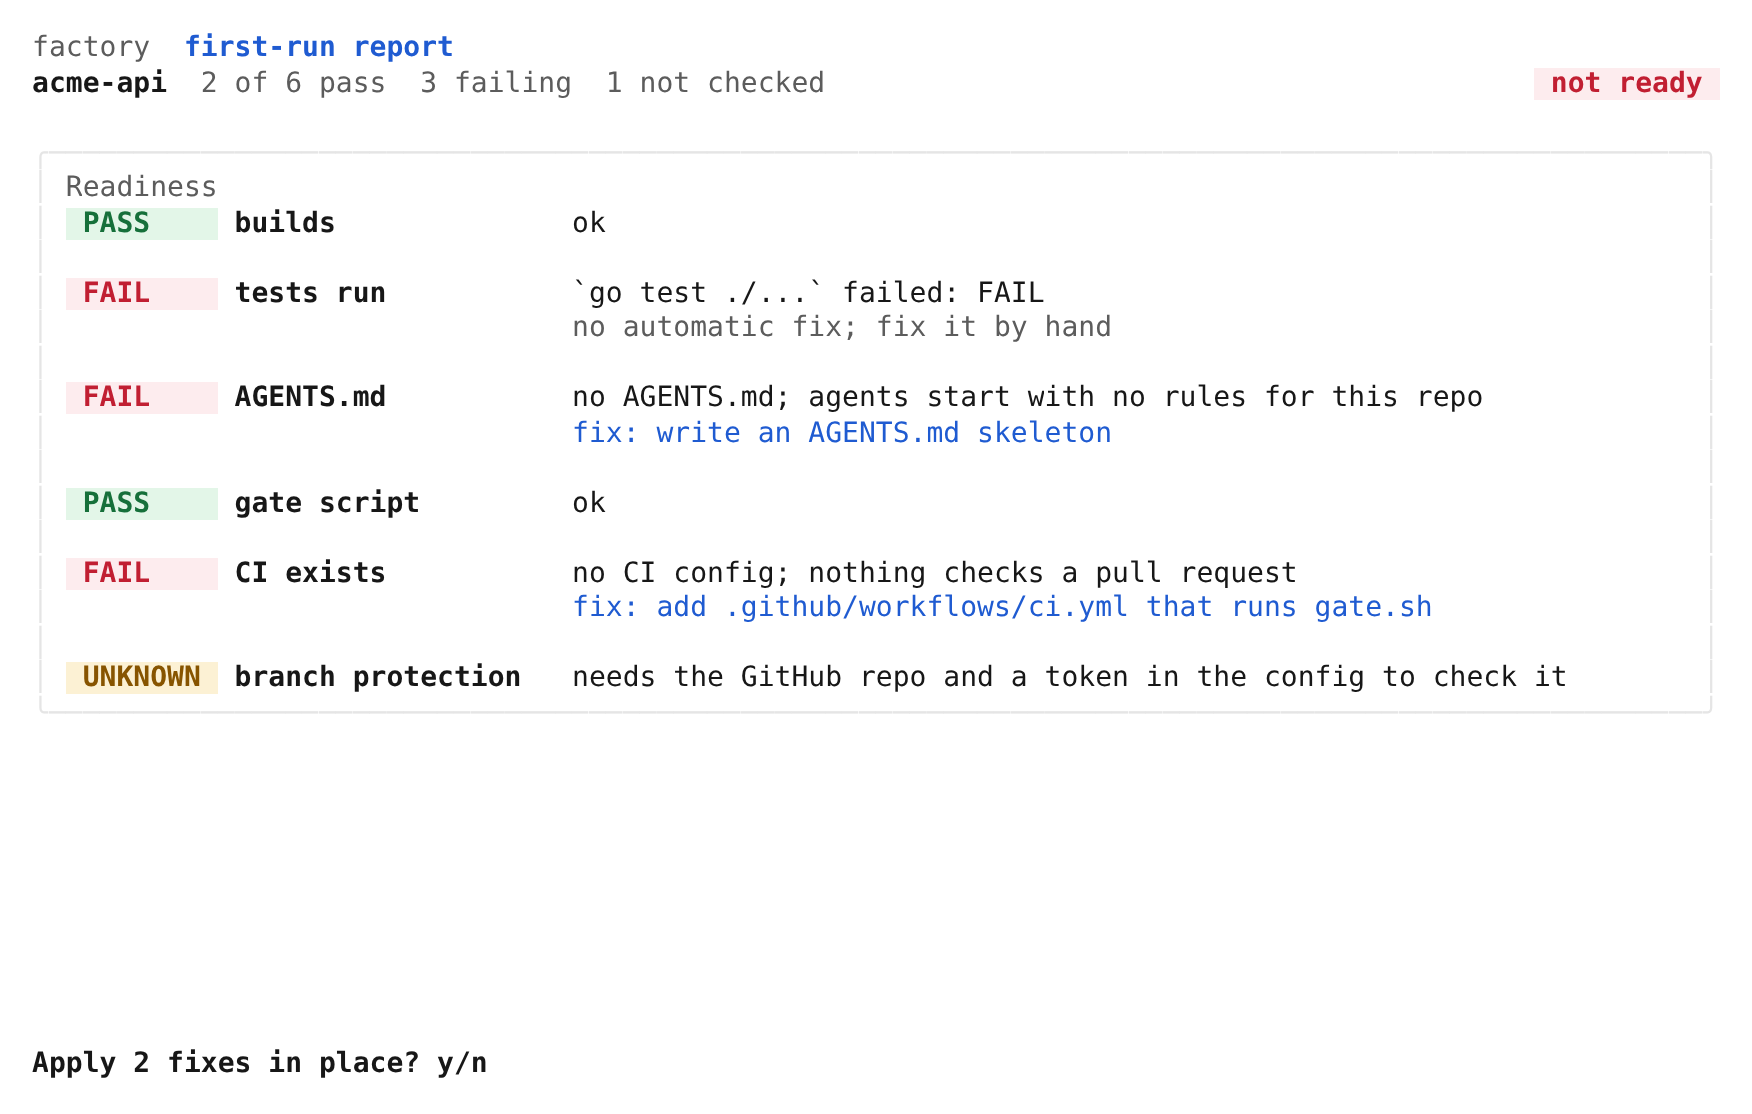 factory  first-run report
acme-api  2 of 6 pass  3 failing  1 not checked  not ready
Readiness
PASS  builds  ok
FAIL  tests run  `go test ./...` failed: FAIL
no automatic fix; fix it by hand
FAIL  AGENTS.md  no AGENTS.md; agents start with no rules for this repo
fix: write an AGENTS.md skeleton
PASS  gate script  ok
FAIL  CI exists  no CI config; nothing checks a pull request
fix: add .github/workflows/ci.yml that runs gate.sh
UNKNOWN  branch protection  needs the GitHub repo and a token in the config to check it
Apply 2 fixes in place? y/n